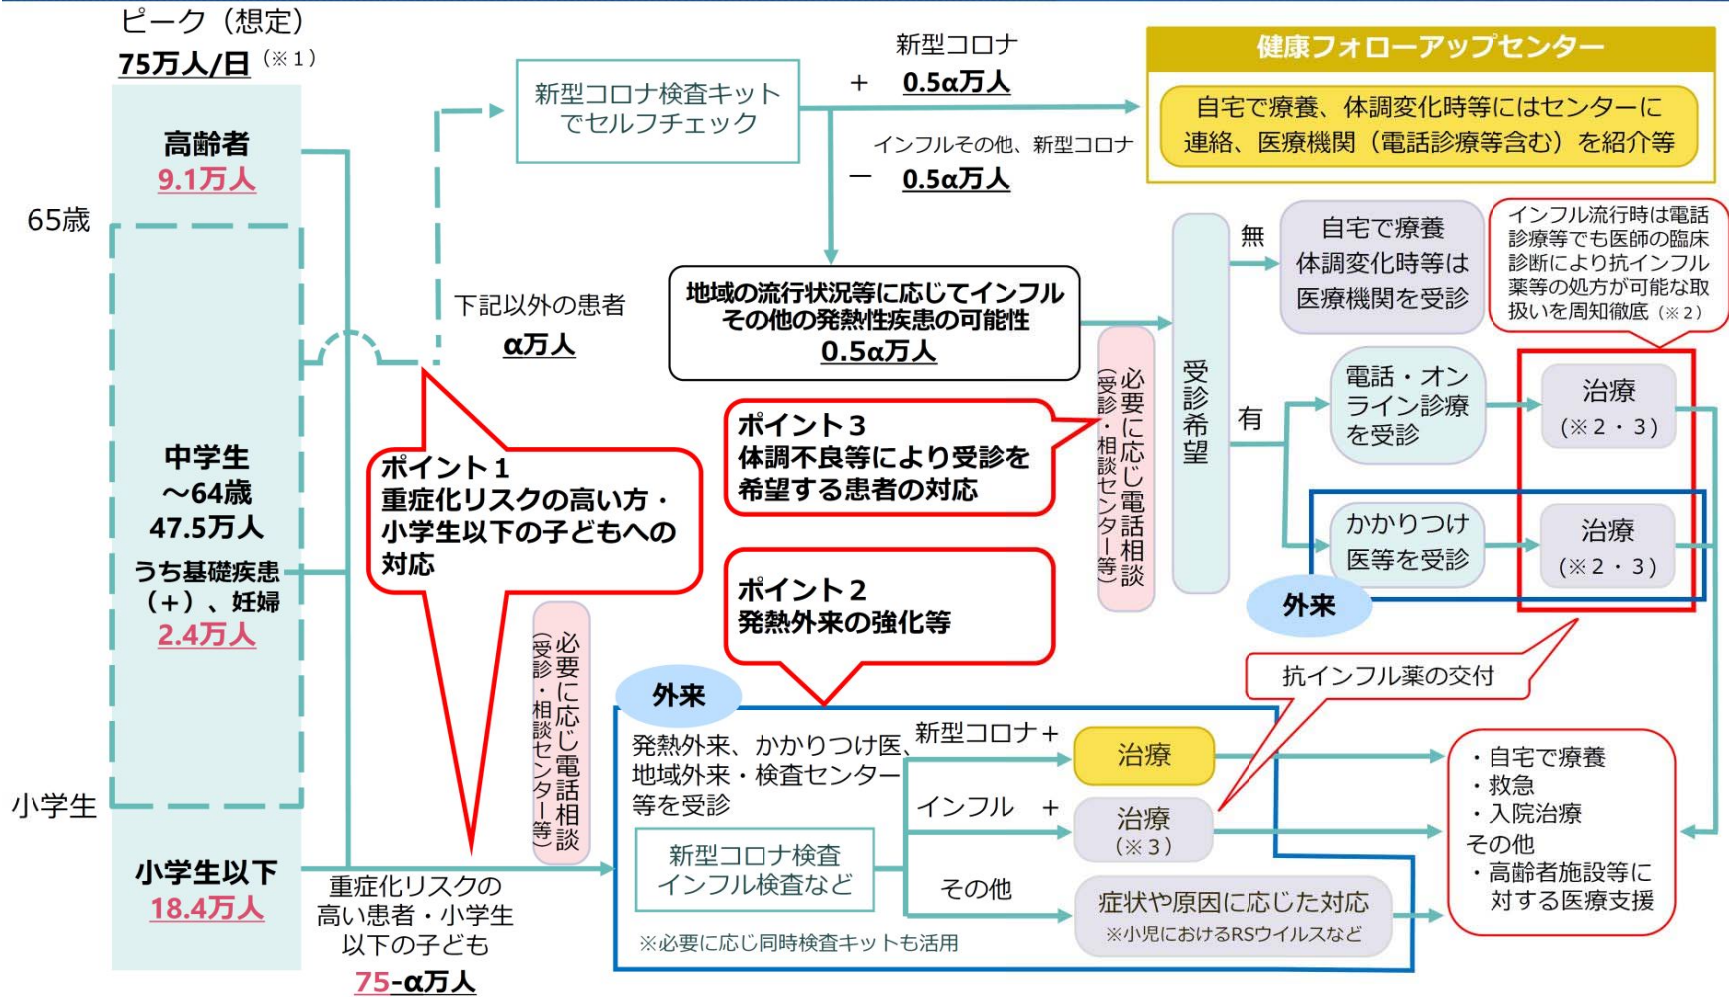 ピーク（想定）
75万人/日（※1）
高齢者
9.1万人
65歳
中学生
～64歳
47.5万人
うち基礎疾患
（+）、妊婦
2.4万人
小学生
小学生以下
18.4万人
新型コロナ検査キット
でセルフチェック
新型コロナ
+ 0.5α万人
インフルその他、新型コロナ
― 0.5α万人
健康フォローアップセンター
自宅で療養、体調変化時等にはセンターに
連絡、医療機関（電話診療等含む）を紹介等
下記以外の患者
α万人
地域の流行状況等に応じてインフル
その他の発熱性疾患の可能性
0.5α万人
必要に応じ電話相談
（受診・相談センター等）
受診希望
無
自宅で療養
体調変化時等は
医療機関を受診
インフル流行時は電話
診療等でも医師の臨床
診断により抗インフル
薬等の処方が可能な取
扱いを周知徹底（※2）
有
電話・オン
ライン診療
を受診
治療
（※2・3）
かかりつけ
医等を受診
治療
（※2・3）
外来
ポイント1
重症化リスクの高い方・
小学生以下の子どもへの
対応
ポイント3
体調不良等により受診を
希望する患者の対応
ポイント2
発熱外来の強化等
抗インフル薬の交付
重症化リスクの
高い患者・小学生
以下の子ども
75-α万人
必要に応じ電話相談
（受診・相談センター等）
外来
発熱外来、かかりつけ医、
地域外来・検査センター
等を受診
新型コロナ検査
インフル検査など
※必要に応じ同時検査キットも活用
新型コロナ+
治療
インフル +
治療
（※3）
その他
症状や原因に応じた対応
※小児におけるRSウイルスなど
・自宅で療養
・救急
・入院治療
その他
・高齢者施設等に
対する医療支援